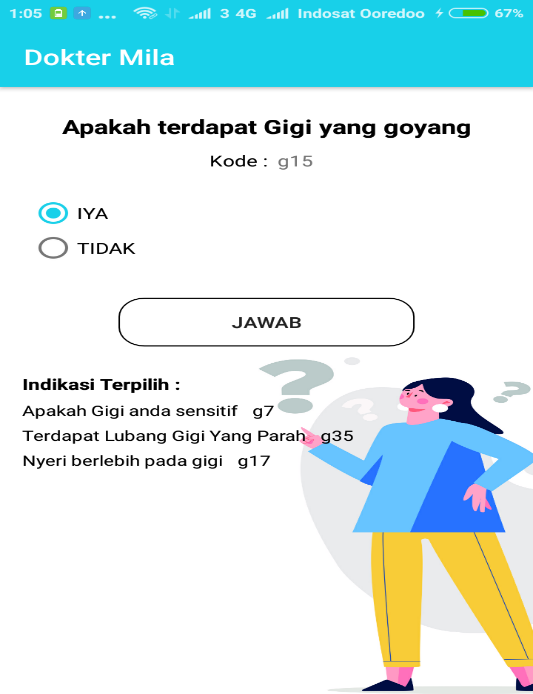 1:05 ... 3 4G Indosat Ooredoo 67%
Dokter Mila
Apakah terdapat Gigi yang goyang
Kode : g15
IYA
TIDAK
JAWAB
Indikasi Terpilih :
Apakah Gigi anda sensitif g7
Terdapat Lubang Gigi Yang Parah g35
Nyeri berlebih pada gigi g17